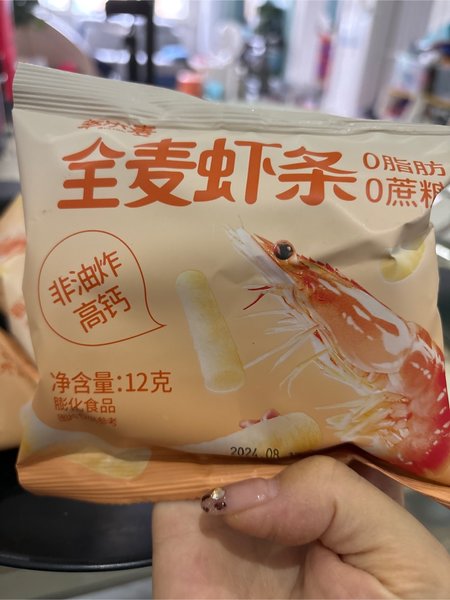 全麦虾条
0脂肪
0蔗糖
非油炸
高钙
净含量:12克
膨化食品
2024 08